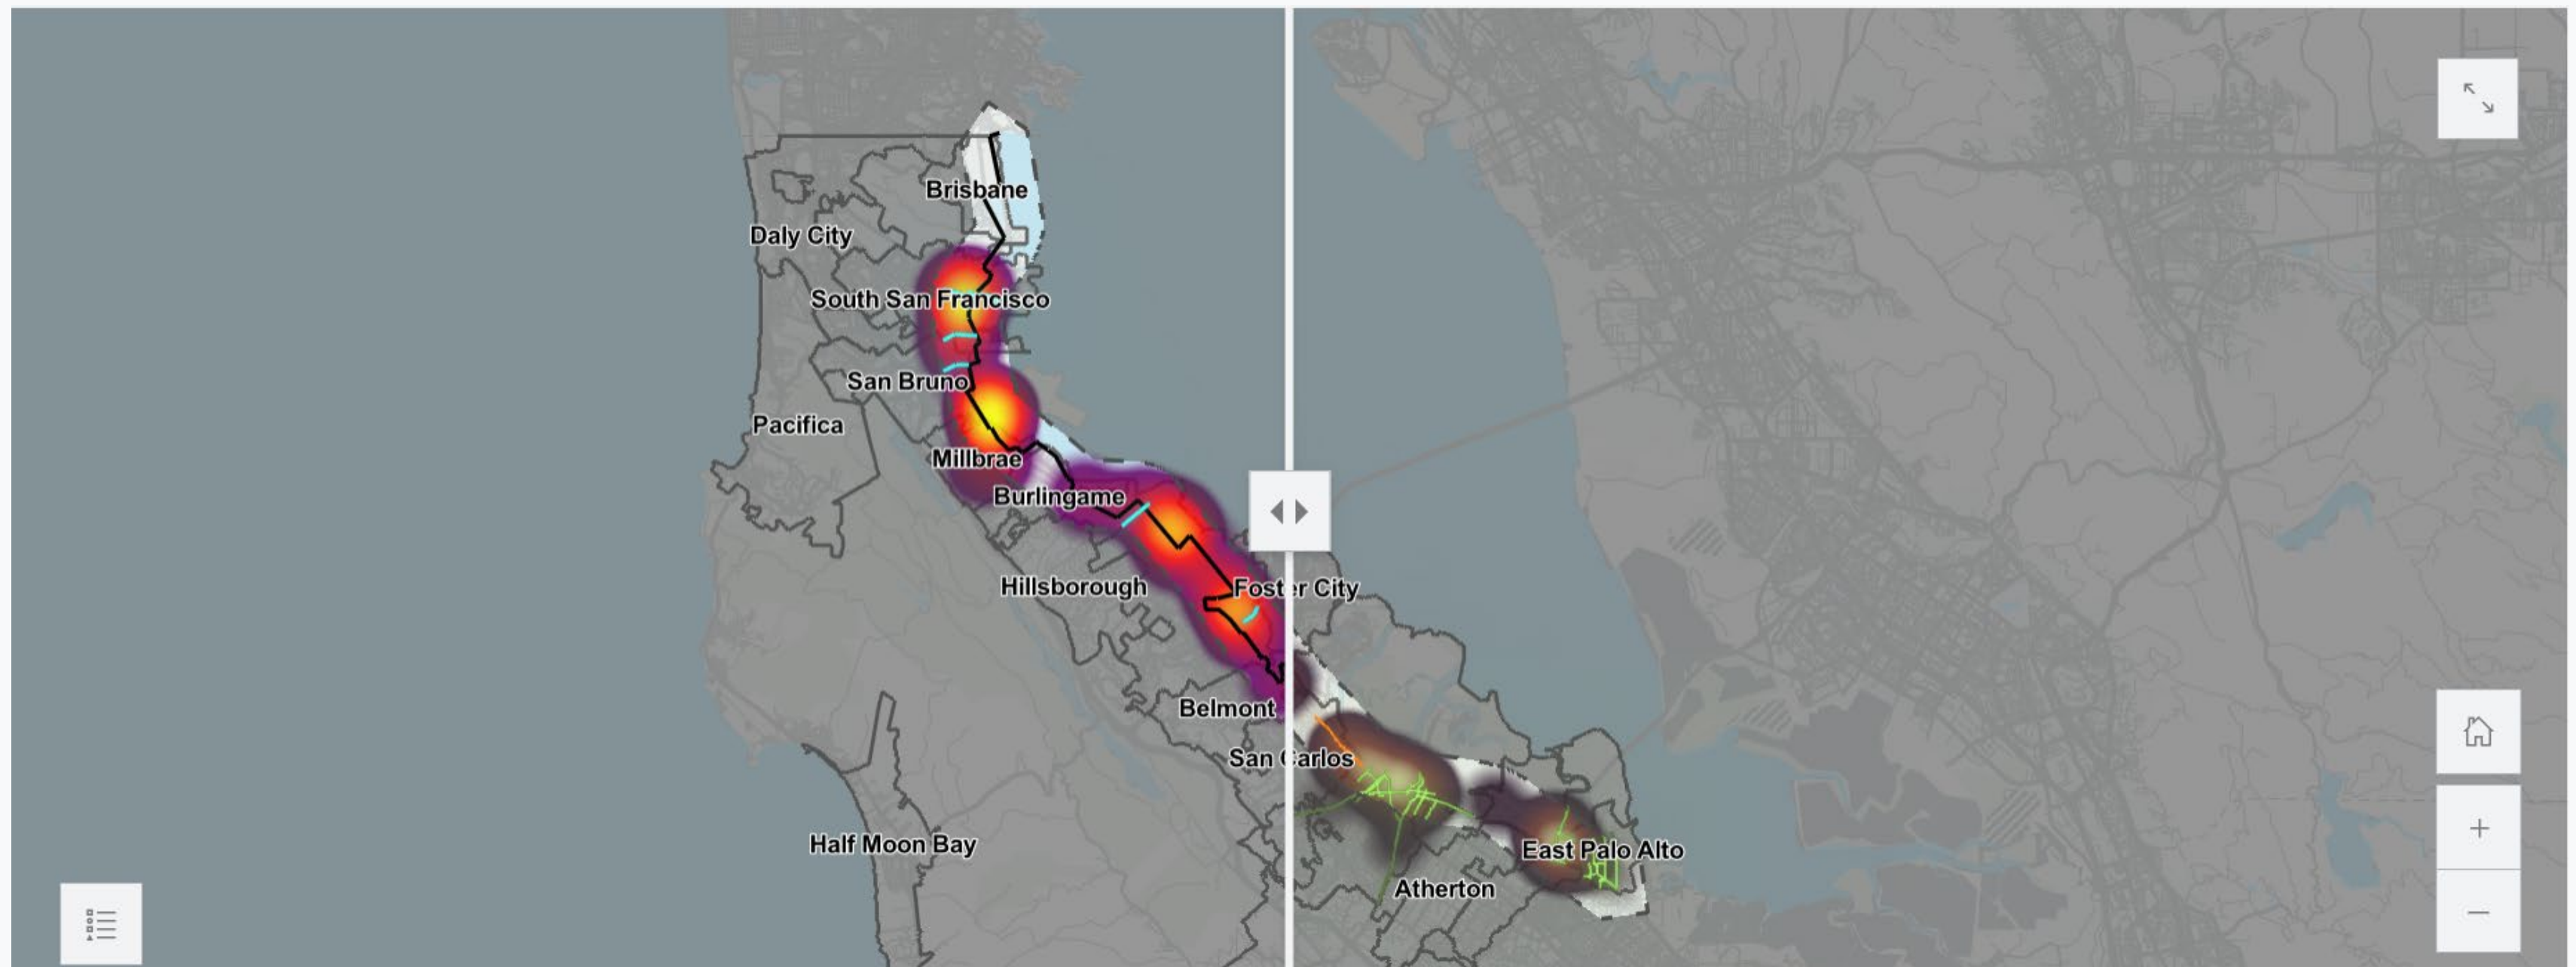 Brisbane
Daly City
South San Francisco
San Bruno
Pacifica
Millbrae
Burlingame
Hillsborough
Foster City
Belmont
San Carlos
Half Moon Bay
East Palo Alto
Atherton